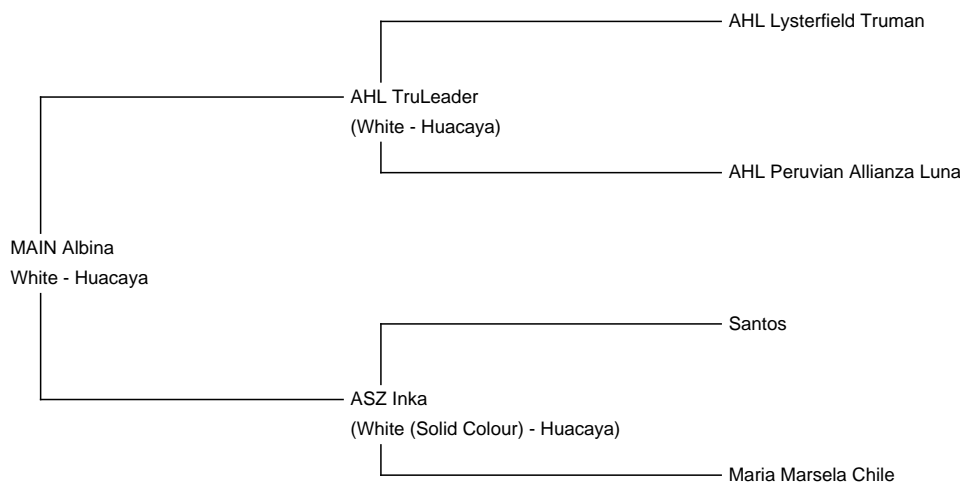 AHL Lysterfield Truman
AHL TruLeader
(White - Huacaya)
AHL Peruvian Allianza Luna
MAIN Albina
White - Huacaya
Santos
ASZ Inka
(White (Solid Colour) - Huacaya)
Maria Marsela Chile